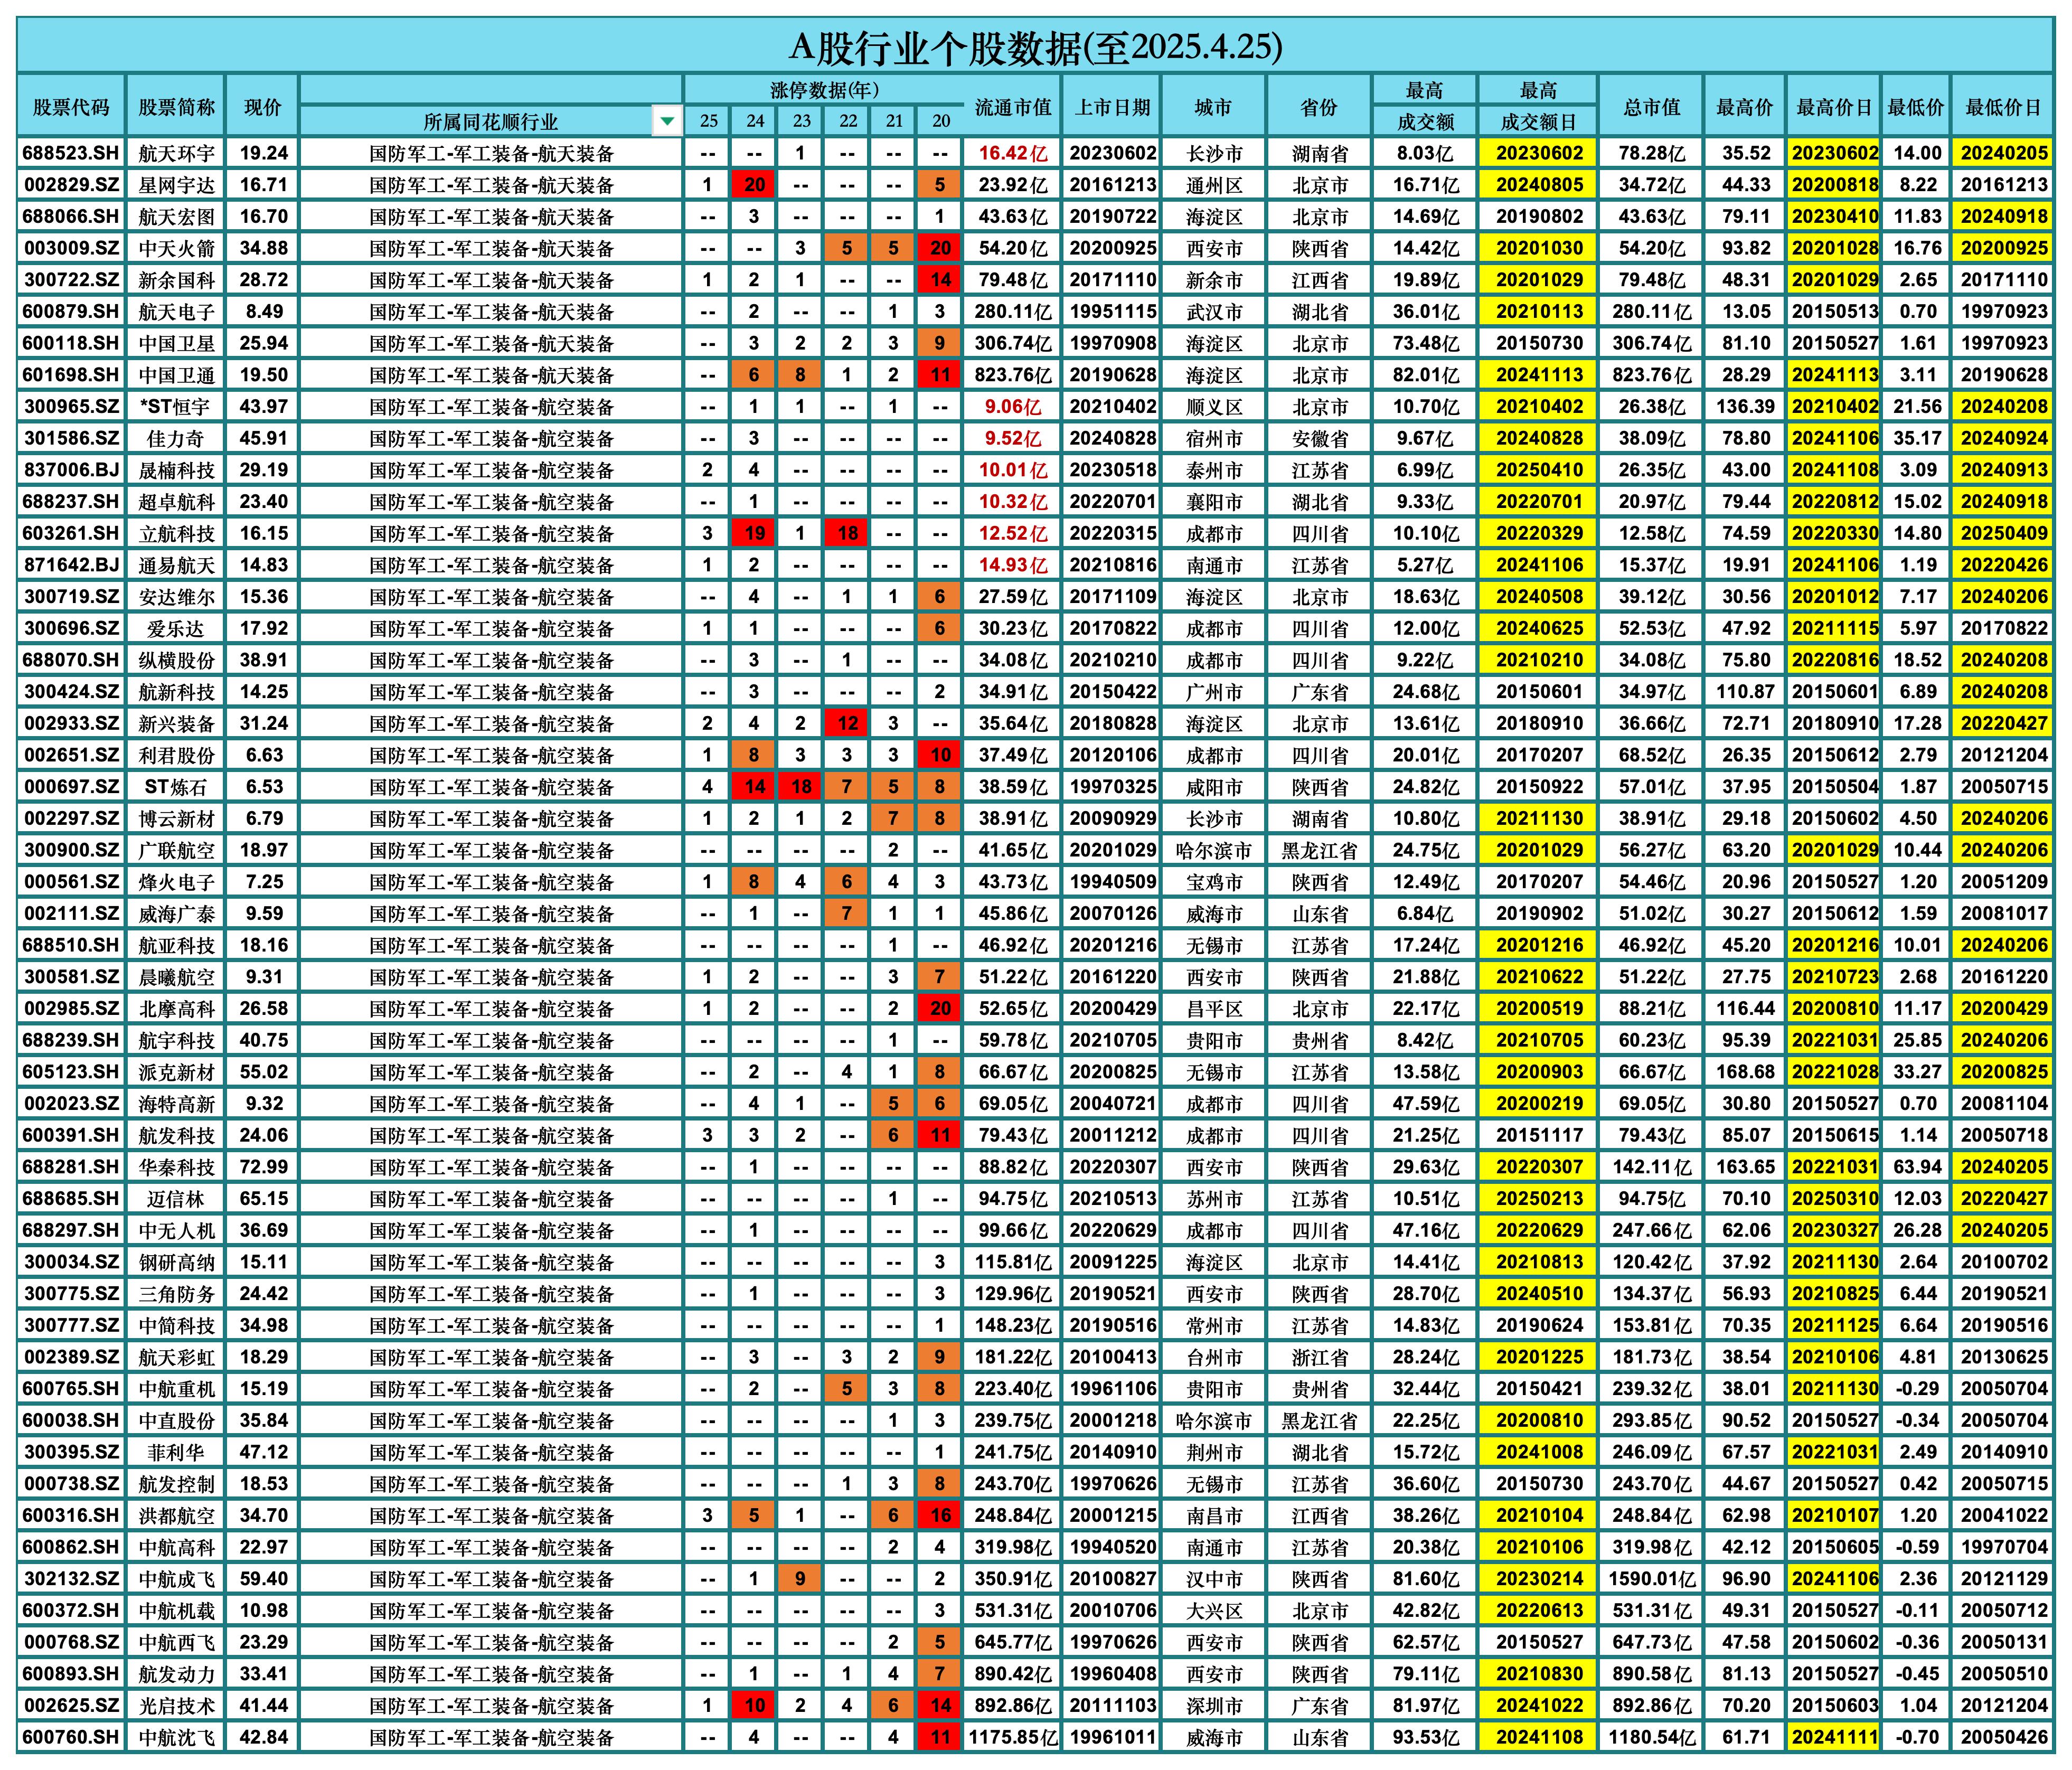 A股行业个股数据(至2025.4.25)
股票代码 股票简称 现价 所属同花顺行业 涨停数据(年) 25 24 23 22 21 20 流通市值 上市日期 城市 省份 最高成交额 最高成交额日 总市值 最高价 最高价日 最低价 最低价日
688523.SH 航天环宇 19.24 国防军工-军工装备-航天装备 -- -- 1 -- -- -- 16.42亿 20230602 长沙市 湖南省 8.03亿 20230602 78.28亿 35.52 20230602 14.00 20240205
002829.SZ 星网宇达 16.71 国防军工-军工装备-航天装备 1 20 -- -- -- 5 23.92亿 20161213 通州区 北京市 16.71亿 20240805 34.72亿 44.33 20200818 8.22 20161213
688066.SH 航天宏图 16.70 国防军工-军工装备-航天装备 -- 3 -- -- -- 1 43.63亿 20190722 海淀区 北京市 14.69亿 20190802 43.63亿 79.11 20230410 11.83 20240918
003009.SZ 中天火箭 34.88 国防军工-军工装备-航天装备 -- -- 3 5 5 20 54.20亿 20200925 西安市 陕西省 14.42亿 20201030 54.20亿 93.82 20201028 16.76 20200925
300722.SZ 新余国科 28.72 国防军工-军工装备-航天装备 1 2 1 -- -- 14 79.48亿 20171110 新余市 江西省 19.89亿 20201029 79.48亿 48.31 20201029 2.65 20171110
600879.SH 航天电子 8.49 国防军工-军工装备-航天装备 -- 2 -- -- 1 3 280.11亿 19951115 武汉市 湖北省 36.01亿 20210113 280.11亿 13.05 20150513 0.70 19970923
600118.SH 中国卫星 25.94 国防军工-军工装备-航天装备 -- 3 2 2 3 9 306.74亿 19970908 海淀区 北京市 73.48亿 20150730 306.74亿 81.10 20150527 1.61 19970923
601698.SH 中国卫通 19.50 国防军工-军工装备-航天装备 -- 6 8 1 2 11 823.76亿 20190628 海淀区 北京市 82.01亿 20241113 823.76亿 28.29 20241113 3.11 20190628
300965.SZ *ST恒宇 43.97 国防军工-军工装备-航空装备 -- 1 1 -- 1 -- 9.06亿 20210402 顺义区 北京市 10.70亿 20210402 26.38亿 136.39 20210402 21.56 20240208
301586.SZ 佳力奇 45.91 国防军工-军工装备-航空装备 -- 3 -- -- -- -- 9.52亿 20240828 宿州市 安徽省 9.67亿 20240828 38.09亿 78.80 20241106 35.17 20240924
837006.BJ 晟楠科技 29.19 国防军工-军工装备-航空装备 2 4 -- -- -- -- 10.01亿 20230518 泰州市 江苏省 6.99亿 20250410 26.35亿 43.00 20241108 3.09 20240913
688237.SH 超卓航科 23.40 国防军工-军工装备-航空装备 -- 1 -- -- -- -- 10.32亿 20220701 襄阳市 湖北省 9.33亿 20220701 20.97亿 79.44 20220812 15.02 20240918
603261.SH 立航科技 16.15 国防军工-军工装备-航空装备 3 19 1 18 -- -- 12.52亿 20220315 成都市 四川省 10.10亿 20220329 12.58亿 74.59 20220330 14.80 20250409
871642.BJ 通易航天 14.83 国防军工-军工装备-航空装备 1 2 -- -- -- -- 14.93亿 20210816 南通市 江苏省 5.27亿 20241106 15.37亿 19.91 20241106 1.19 20220426
300719.SZ 安达维尔 15.36 国防军工-军工装备-航空装备 -- 4 -- 1 1 6 27.59亿 20171109 海淀区 北京市 18.63亿 20240508 39.12亿 30.56 20201012 7.17 20240206
300696.SZ 爱乐达 17.92 国防军工-军工装备-航空装备 1 1 -- -- -- 6 30.23亿 20170822 成都市 四川省 12.00亿 20240625 52.53亿 47.92 20211115 5.97 20170822
688070.SH 纵横股份 38.91 国防军工-军工装备-航空装备 -- 3 -- 1 -- -- 34.08亿 20210210 成都市 四川省 9.22亿 20210210 34.08亿 75.80 20220816 18.52 20240208
300424.SZ 航新科技 14.25 国防军工-军工装备-航空装备 -- 3 -- -- -- 2 34.91亿 20150422 广州市 广东省 24.68亿 20150601 34.97亿 110.87 20150601 6.89 20240208
002933.SZ 新兴装备 31.24 国防军工-军工装备-航空装备 2 4 2 12 3 -- 35.64亿 20180828 海淀区 北京市 13.61亿 20180910 36.66亿 72.71 20180910 17.28 20220427
002651.SZ 利君股份 6.63 国防军工-军工装备-航空装备 1 8 3 3 3 10 37.49亿 20120106 成都市 四川省 20.01亿 20170207 68.52亿 26.35 20150612 2.79 20121204
000697.SZ ST炼石 6.53 国防军工-军工装备-航空装备 4 14 18 7 5 8 38.59亿 19970325 咸阳市 陕西省 24.82亿 20150922 57.01亿 37.95 20150504 1.87 20050715
002297.SZ 博云新材 6.79 国防军工-军工装备-航空装备 1 2 1 2 7 8 38.91亿 20090929 长沙市 湖南省 10.80亿 20211130 38.91亿 29.18 20150602 4.50 20240206
300900.SZ 广联航空 18.97 国防军工-军工装备-航空装备 -- -- -- -- 2 -- 41.65亿 20201029 哈尔滨市 黑龙江省 24.75亿 20201029 56.27亿 63.20 20201029 10.44 20240206
000561.SZ 烽火电子 7.25 国防军工-军工装备-航空装备 1 8 4 6 4 3 43.73亿 19940509 宝鸡市 陕西省 12.49亿 20170207 54.46亿 20.96 20150527 1.20 20051209
002111.SZ 威海广泰 9.59 国防军工-军工装备-航空装备 -- 1 -- 7 1 1 45.86亿 20070126 威海市 山东省 6.84亿 20190902 51.02亿 30.27 20150612 1.59 20081017
688510.SH 航亚科技 18.16 国防军工-军工装备-航空装备 -- -- -- -- 1 -- 46.92亿 20201216 无锡市 江苏省 17.24亿 20201216 46.92亿 45.20 20201216 10.01 20240206
300581.SZ 晨曦航空 9.31 国防军工-军工装备-航空装备 1 2 -- -- 3 7 51.22亿 20161220 西安市 陕西省 21.88亿 20210622 51.22亿 27.75 20210723 2.68 20161220
002985.SZ 北摩高科 26.58 国防军工-军工装备-航空装备 1 2 -- -- 2 20 52.65亿 20200429 昌平区 北京市 22.17亿 20200519 88.21亿 116.44 20200810 11.17 20200429
688239.SH 航宇科技 40.75 国防军工-军工装备-航空装备 -- -- -- -- 1 -- 59.78亿 20210705 贵阳市 贵州省 8.42亿 20210705 60.23亿 95.39 20221031 25.85 20240206
605123.SH 派克新材 55.02 国防军工-军工装备-航空装备 -- 2 -- 4 1 8 66.67亿 20200825 无锡市 江苏省 13.58亿 20200903 66.67亿 168.68 20221028 33.27 20200825
002023.SZ 海特高新 9.32 国防军工-军工装备-航空装备 -- 4 1 -- 5 6 69.05亿 20040721 成都市 四川省 47.59亿 20200219 69.05亿 30.80 20150527 0.70 20081104
600391.SH 航发科技 24.06 国防军工-军工装备-航空装备 3 3 2 -- 6 11 79.43亿 20011212 成都市 四川省 21.25亿 20151117 79.43亿 85.07 20150615 1.14 20050718
688281.SH 华秦科技 72.99 国防军工-军工装备-航空装备 -- 1 -- -- -- -- 88.82亿 20220307 西安市 陕西省 29.63亿 20220307 142.11亿 163.65 20221031 63.94 20240205
688685.SH 迈信林 65.15 国防军工-军工装备-航空装备 -- -- -- -- 1 -- 94.75亿 20210513 苏州市 江苏省 10.51亿 20250213 94.75亿 70.10 20250310 12.03 20220427
688297.SH 中无人机 36.69 国防军工-军工装备-航空装备 -- 1 -- -- -- -- 99.66亿 20220629 成都市 四川省 47.16亿 20220629 247.66亿 62.06 20230327 26.28 20240205
300034.SZ 钢研高纳 15.11 国防军工-军工装备-航空装备 -- -- -- -- -- 3 115.81亿 20091225 海淀区 北京市 14.41亿 20210813 120.42亿 37.92 20211130 2.64 20100702
300775.SZ 三角防务 24.42 国防军工-军工装备-航空装备 -- 1 -- -- -- 3 129.96亿 20190521 西安市 陕西省 28.70亿 20240510 134.37亿 56.93 20210825 6.44 20190521
300777.SZ 中简科技 34.98 国防军工-军工装备-航空装备 -- -- -- -- -- 1 148.23亿 20190516 常州市 江苏省 14.83亿 20190624 153.81亿 70.35 20211125 6.64 20190516
002389.SZ 航天彩虹 18.29 国防军工-军工装备-航空装备 -- 3 -- 3 2 9 181.22亿 20100413 台州市 浙江省 28.24亿 20201225 181.73亿 38.54 20210106 4.81 20130625
600765.SH 中航重机 15.19 国防军工-军工装备-航空装备 -- 2 -- 5 3 8 223.40亿 19961106 贵阳市 贵州省 32.44亿 20150421 239.32亿 38.01 20211130 -0.29 20050704
600038.SH 中直股份 35.84 国防军工-军工装备-航空装备 -- -- -- -- 1 3 239.75亿 20001218 哈尔滨市 黑龙江省 22.25亿 20200810 293.85亿 90.52 20150527 -0.34 20050704
300395.SZ 菲利华 47.12 国防军工-军工装备-航空装备 -- -- -- -- -- 1 241.75亿 20140910 荆州市 湖北省 15.72亿 20241008 246.09亿 67.57 20221031 2.49 20140910
000738.SZ 航发控制 18.53 国防军工-军工装备-航空装备 -- -- -- 1 3 8 243.70亿 19970626 无锡市 江苏省 36.60亿 20150730 243.70亿 44.67 20150527 0.42 20050715
600316.SH 洪都航空 34.70 国防军工-军工装备-航空装备 3 5 1 -- 6 16 248.84亿 20001215 南昌市 江西省 38.26亿 20210104 248.84亿 62.98 20210107 1.20 20041022
600862.SH 中航高科 22.97 国防军工-军工装备-航空装备 -- -- -- -- 2 4 319.98亿 19940520 南通市 江苏省 20.38亿 20210106 319.98亿 42.12 20150605 -0.59 19970704
302132.SZ 中航成飞 59.40 国防军工-军工装备-航空装备 -- 1 9 -- -- 2 350.91亿 20100827 汉中市 陕西省 81.60亿 20230214 1590.01亿 96.90 20241106 2.36 20121129
600372.SH 中航机载 10.98 国防军工-军工装备-航空装备 -- -- -- -- -- 3 531.31亿 20010706 大兴区 北京市 42.82亿 20220613 531.31亿 49.31 20150527 -0.11 20050712
000768.SZ 中航西飞 23.29 国防军工-军工装备-航空装备 -- -- -- -- 2 5 645.77亿 19970626 西安市 陕西省 62.57亿 20150527 647.73亿 47.58 20150602 -0.36 20050131
600893.SH 航发动力 33.41 国防军工-军工装备-航空装备 -- 1 -- 1 4 7 890.42亿 19960408 西安市 陕西省 79.11亿 20210830 890.58亿 81.13 20150527 -0.45 20050510
002625.SZ 光启技术 41.44 国防军工-军工装备-航空装备 1 10 2 4 6 14 892.86亿 20111103 深圳市 广东省 81.97亿 20241022 892.86亿 70.20 20150603 1.04 20121204
600760.SH 中航沈飞 42.84 国防军工-军工装备-航空装备 -- 4 -- -- 4 11 1175.85亿 19961011 威海市 山东省 93.53亿 20241108 1180.54亿 61.71 20241111 -0.70 20050426